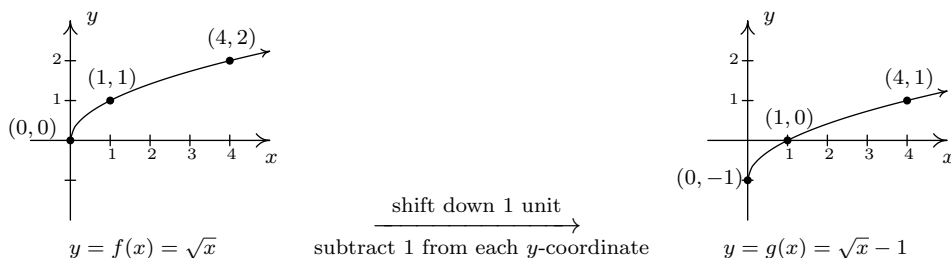 y
(4, 2)
2
(1, 1)
1
(0, 0)
1 2 3 4
x
y = f(x) = √x
shift down 1 unit
subtract 1 from each y-coordinate
y
2
(4, 1)
1
(1, 0)
1 2 3 4
x
(0, −1)
y = g(x) = √x − 1